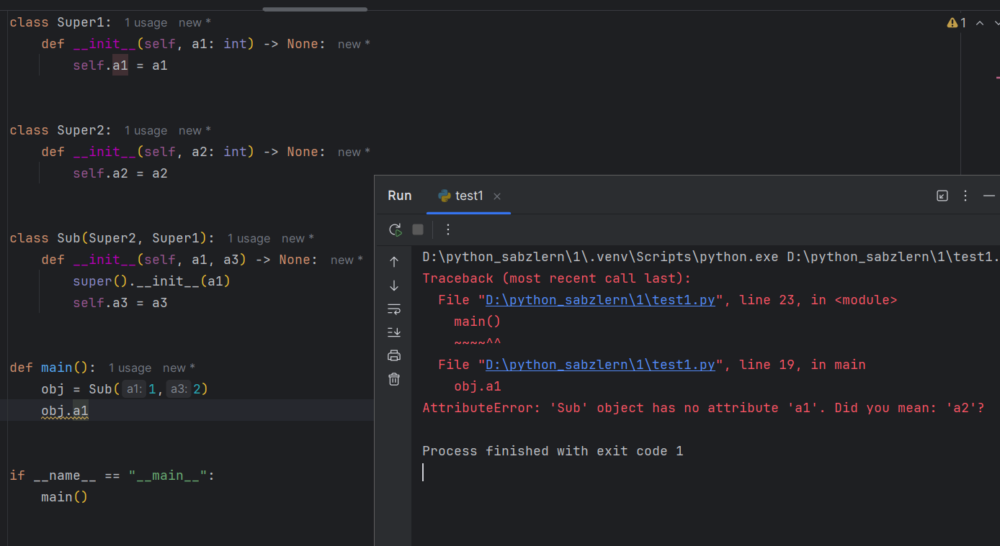 class Super1: 1 usage new *
def __init__(self, a1: int) -> None: new *
self.a1 = a1
class Super2: 1 usage new *
def __init__(self, a2: int) -> None: new *
self.a2 = a2
class Sub(Super2, Super1): 1 usage new *
def __init__(self, a1, a3) -> None: new *
super().__init__(a1)
self.a3 = a3
def main(): 1 usage new *
obj = Sub( a1: 1, a3: 2)
obj.a1
if __name__ == "__main__":
main()
1
Run test1
D:\python_sabzlern\1\.venv\Scripts\python.exe D:\python_sabzlern\1\test1.
Traceback (most recent call last):
File "D:\python_sabzlern\1\test1.py", line 23, in <module>
main()
~~~~^^
File "D:\python_sabzlern\1\test1.py", line 19, in main
obj.a1
AttributeError: 'Sub' object has no attribute 'a1'. Did you mean: 'a2'?
Process finished with exit code 1